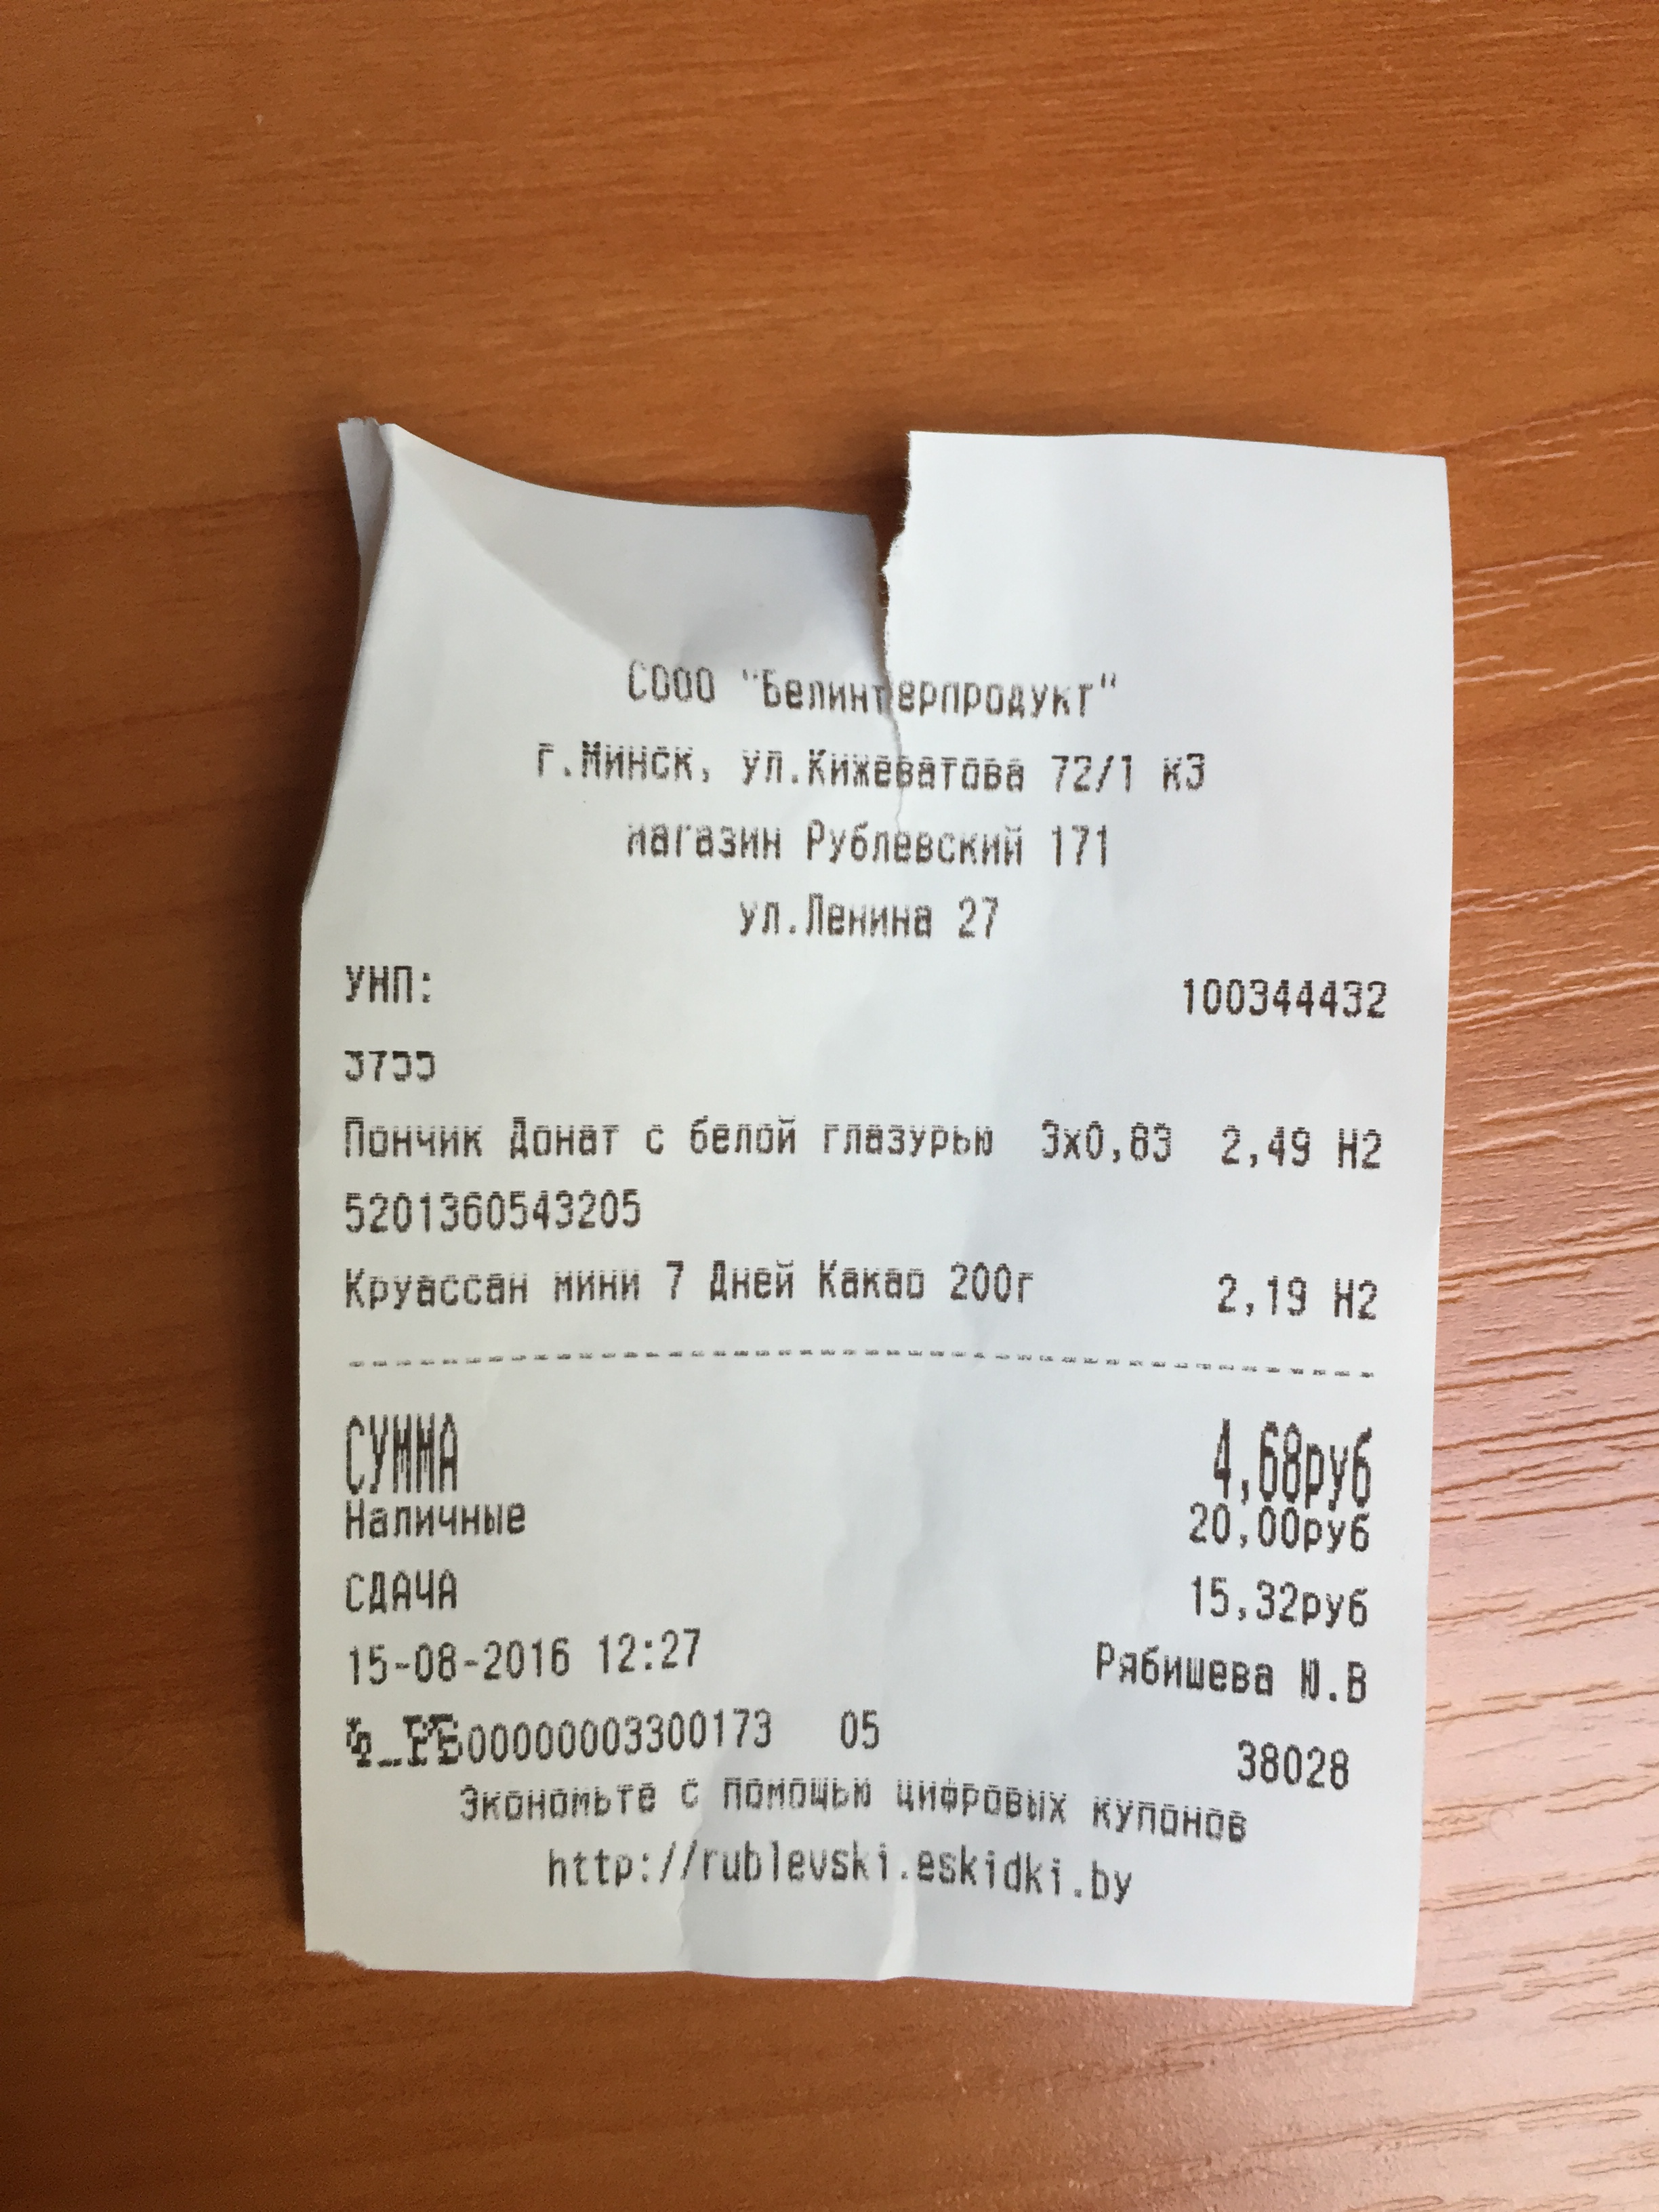 СООО "Белинтерпродукт"
г.Минск, ул.Кижеватова 72/1 к3
магазин Рублевский 171
ул.Ленина 27
УНП: 100344432
3755
Пончик Донат с белой глазурью 3x0,83 2,49 Н2
5201360543205
Круассан мини 7 Дней Какао 200г 2,19 Н2
СУММА 4,68руб
Наличные 20,00руб
СДАЧА 15,32руб
15-08-2016 12:27 Рябишева Ю.В
00000003300173 05 38028
Экономьте с помощью цифровых купонов
http://rublevski.eskidki.by